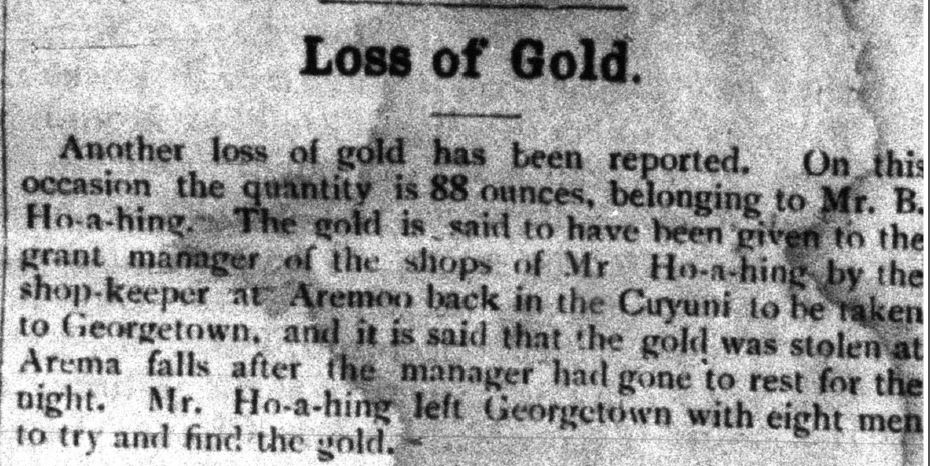 Loss of Gold.
Another loss of gold has been reported. On this
occasion the quantity is 88 ounces, belonging to Mr. B.
Ho-a-hing. The gold is said to have been given to the
grant manager of the shops of Mr Ho-a-hing by the
shop-keeper at Aremoo back in the Cuyuni to be taken
to Georgetown, and it is said that the gold was stolen at
Arema falls after the manager had gone to rest for the
night. Mr. Ho-a-hing left Georgetown with eight men
to try and find the gold.